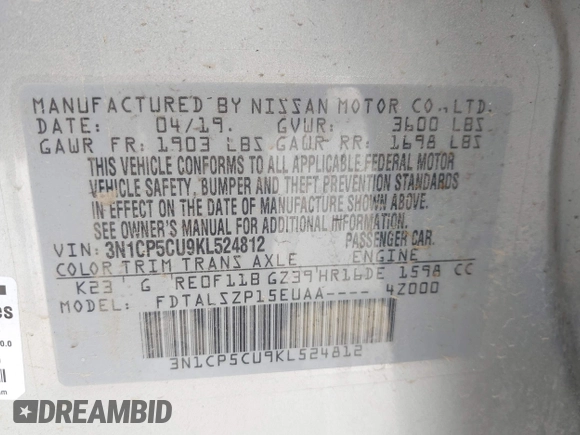 MANUFACTURED BY NISSAN MOTOR CO.,LTD.
DATE: 04/19. GVWR: 3600 LBS
GAWR FR: 1903 LBS GAWR RR: 1698 LBS
THIS VEHICLE CONFORMS TO ALL APPLICABLE FEDERAL MOTOR
VEHICLE SAFETY, BUMPER AND THEFT PREVENTION STANDARDS
IN EFFECT ON THE DATE OF MANUFACTURE SHOWN ABOVE.
SEE OWNER'S MANUAL FOR ADDITIONAL INFORMATION.
VIN: 3N1CP5CU9KL524812 PASSENGER CAR.
COLOR TRIM TRANS AXLE ENGINE
K23 G RE0F11B GZ39 HR16DE 1598 CC
MODEL: FDTALSZP15EUAA---- 4Z000
3N1CP5CU9KL524812
es
0.0
m
DREAMBID